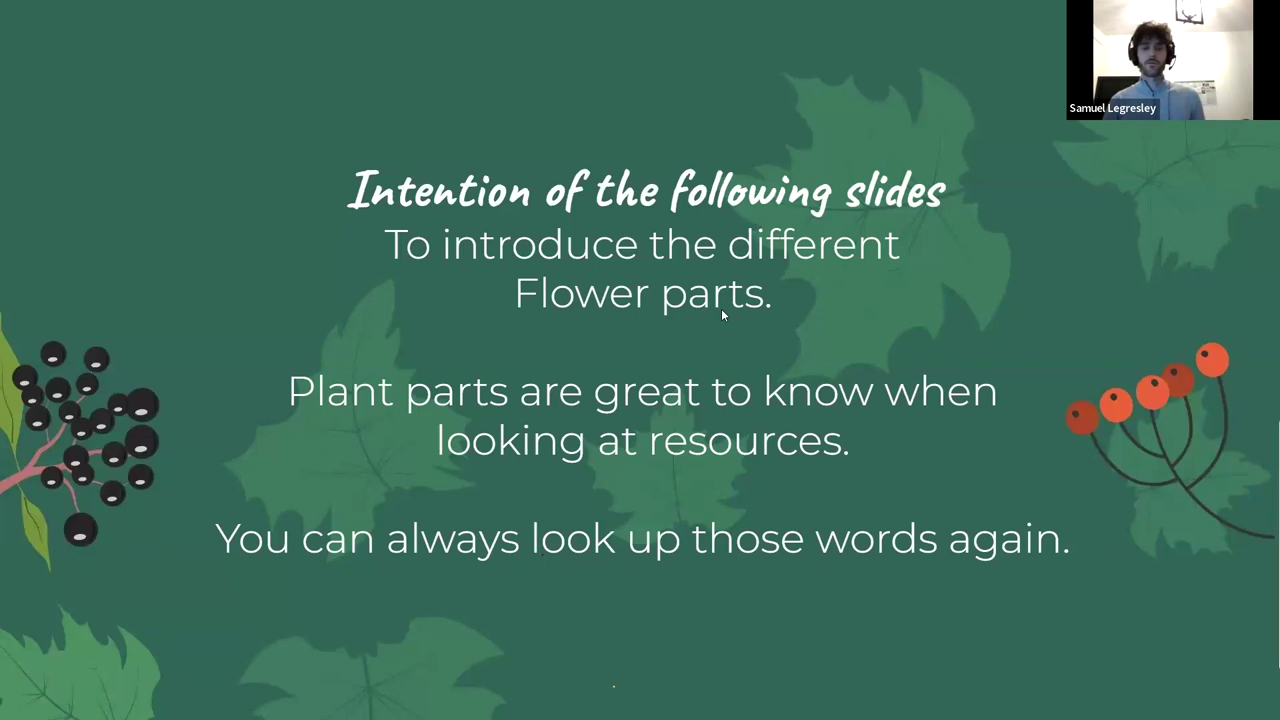 Samuel Legresley
Intention of the following slides
To introduce the different
Flower parts.
Plant parts are great to know when
looking at resources.
You can always look up those words again.